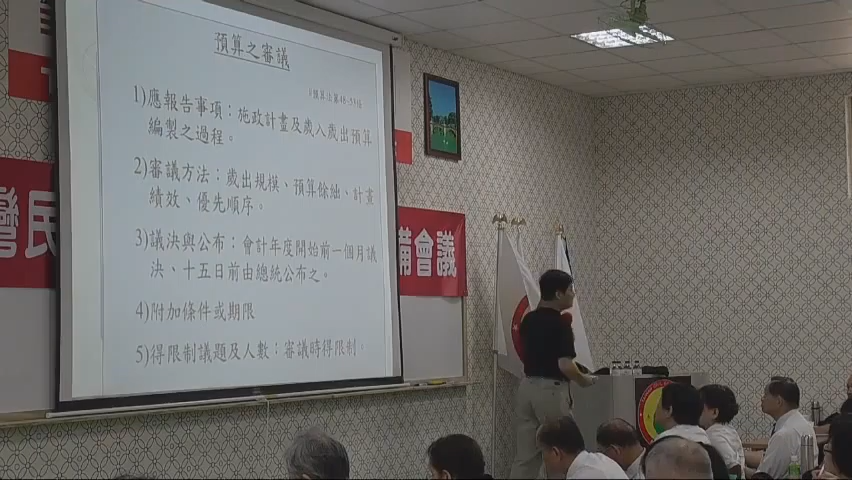 預算之審議
1)應報告事項：施政計畫及歲入歲出預算
編製之過程。
2)審議方法：歲出規模、預算餘絀、計畫
績效、優先順序。
3)議決與公布：會計年度開始前一個月議
決、十五日前由總統公布之。
4)附加條件或期限
5)得限制議題及人數：審議時得限制。
灣民
備會議